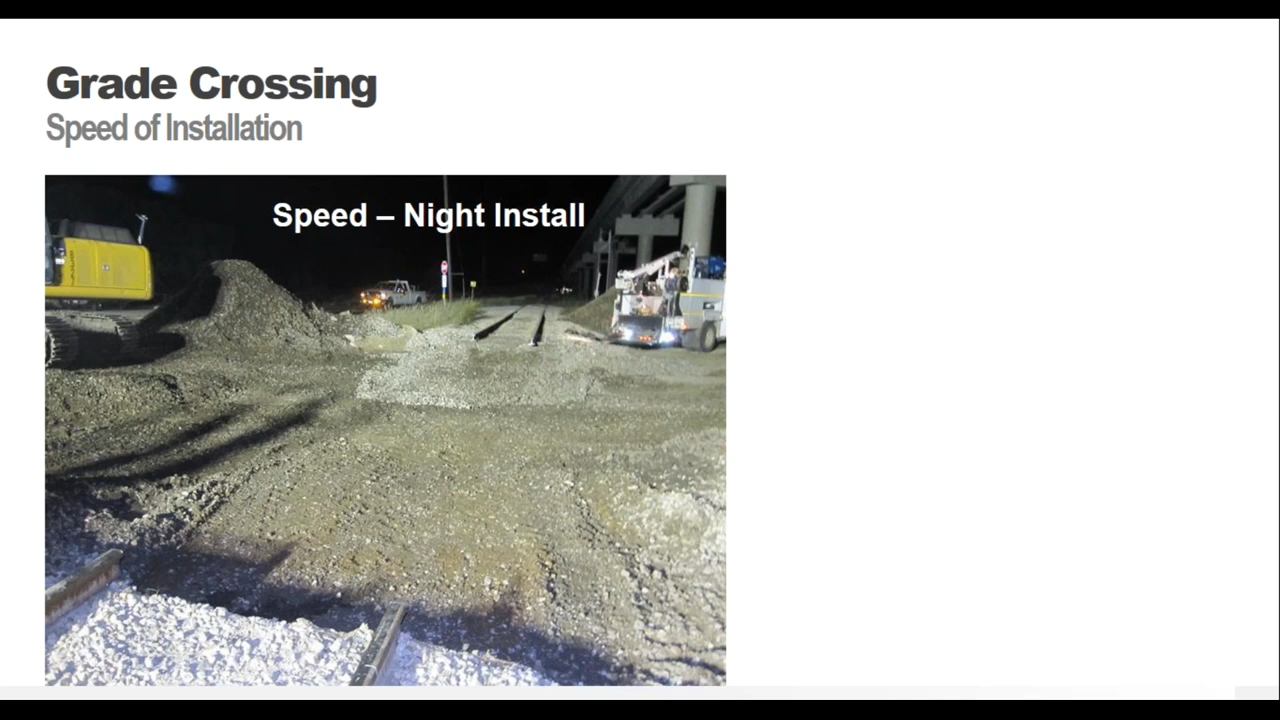 Grade Crossing
Speed of Installation
Speed – Night Install